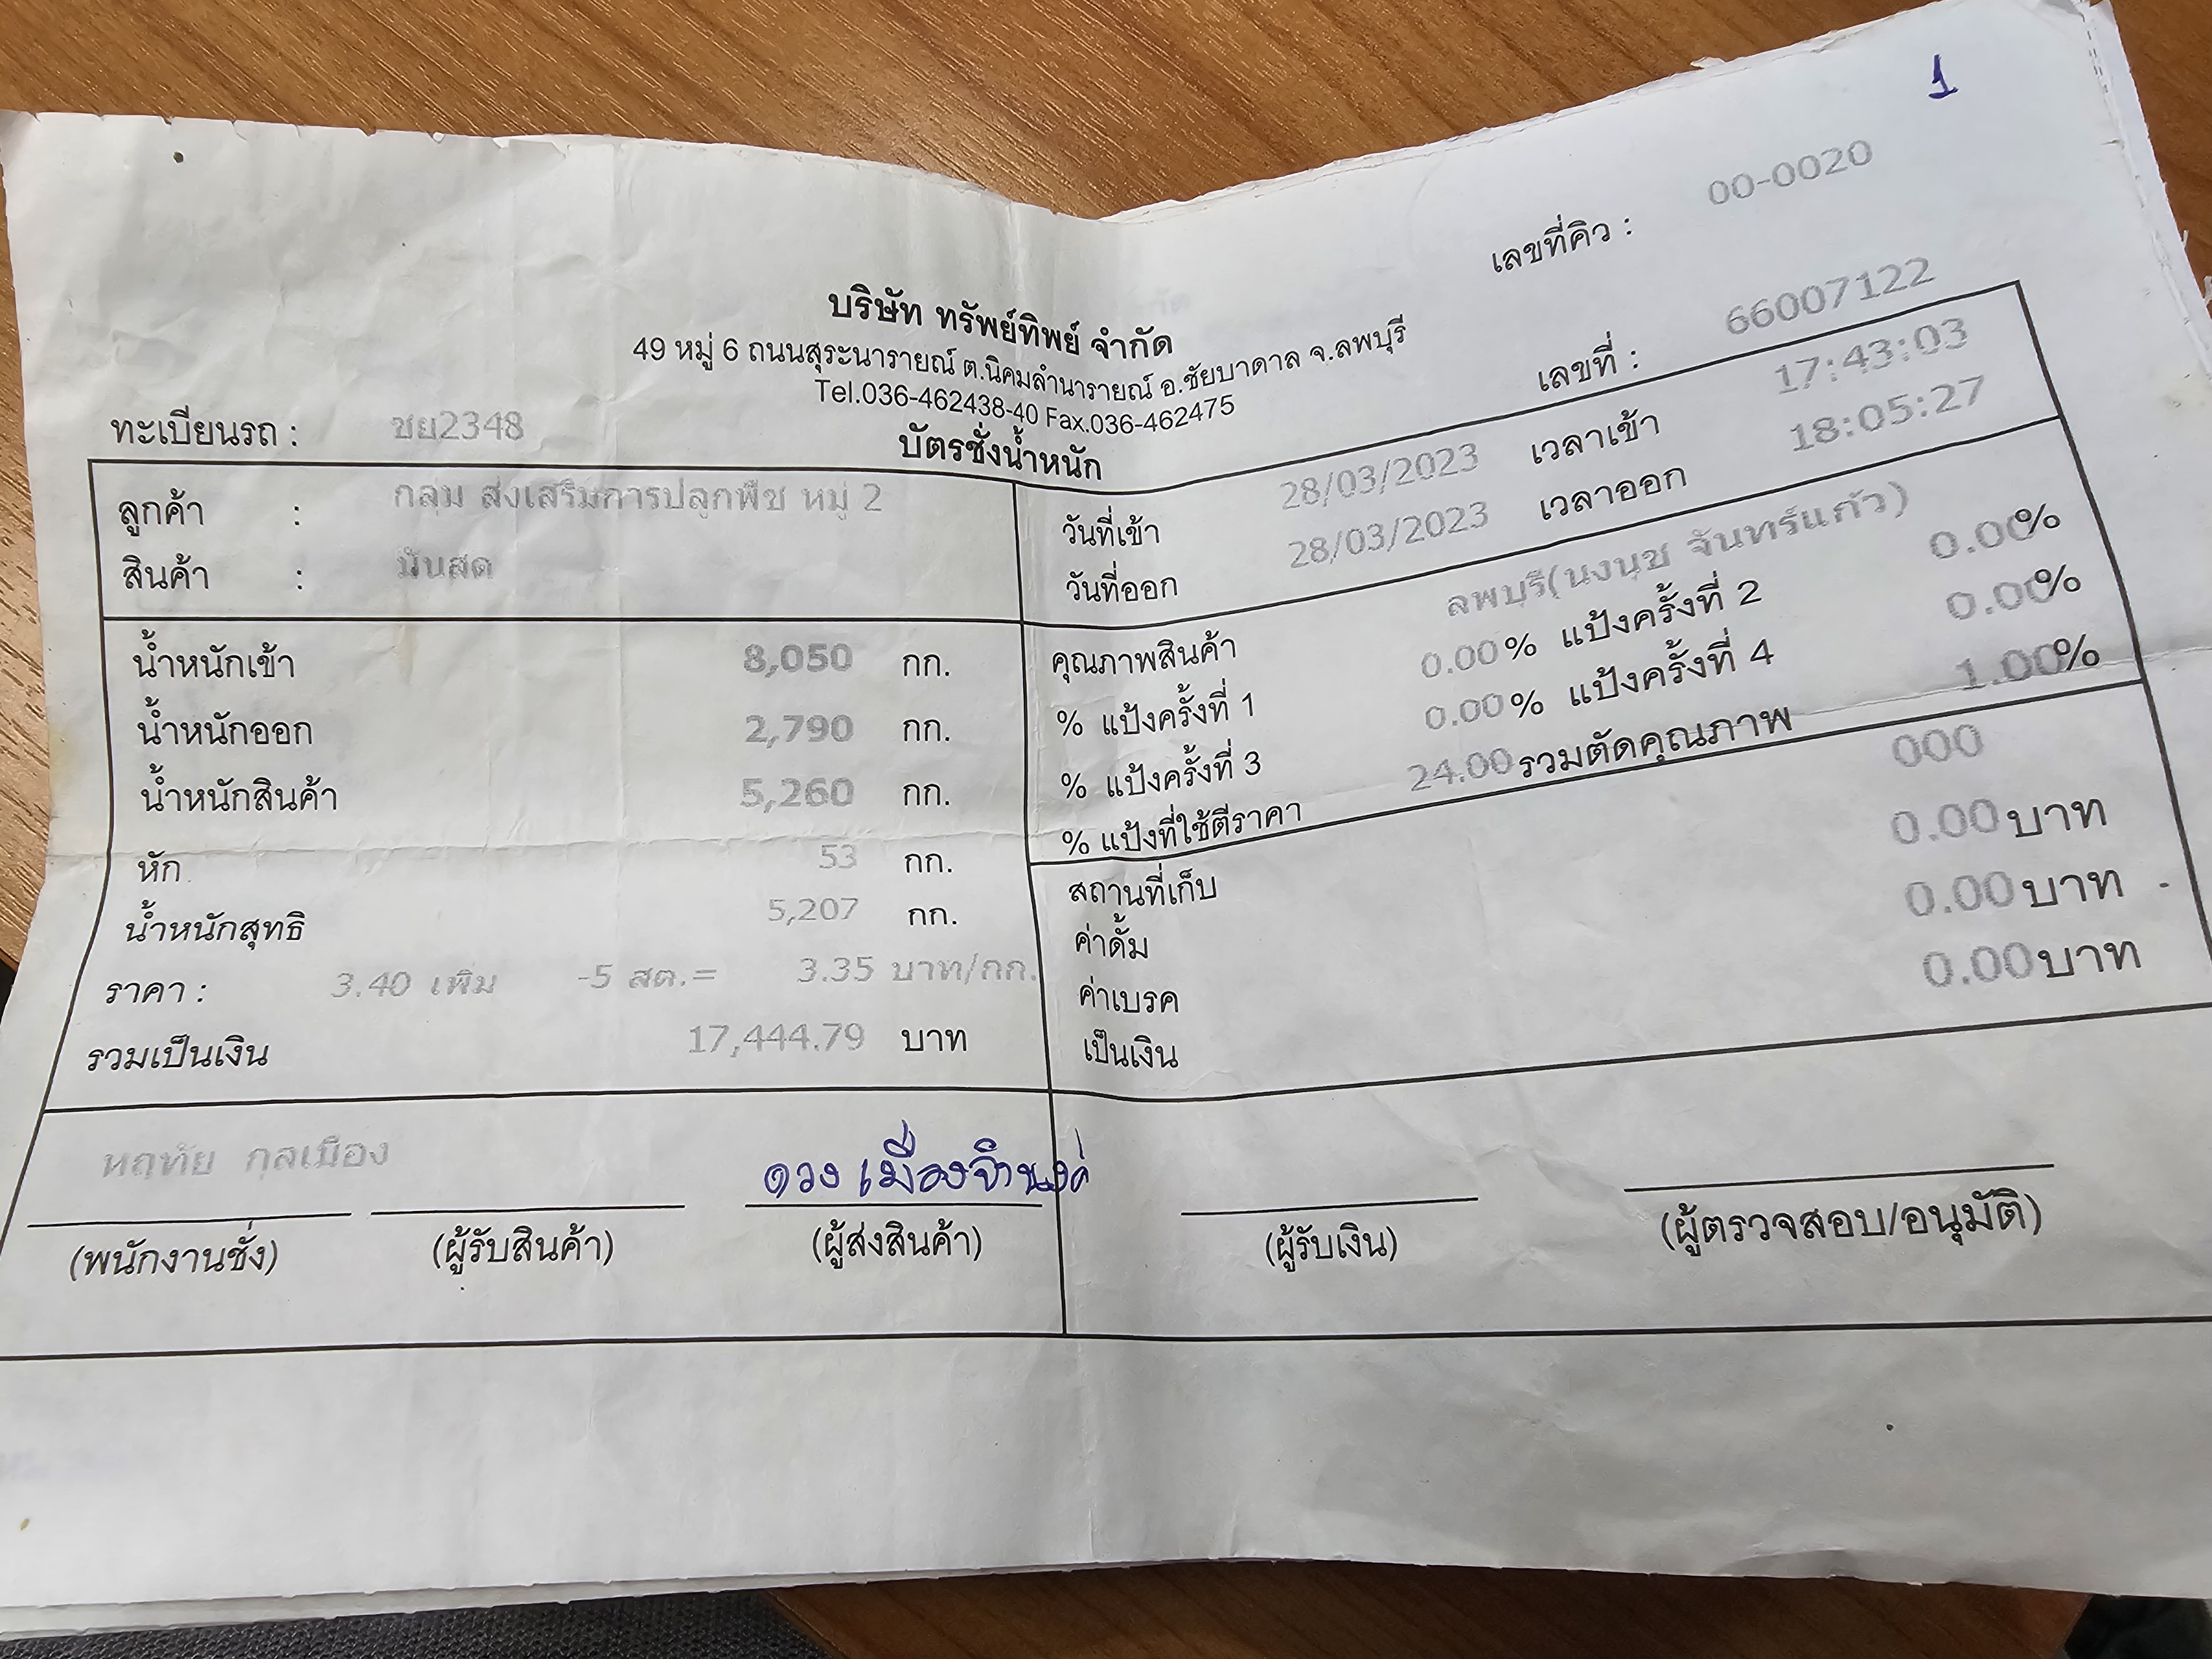 1
เลขที่คิว : 00-0020
บริษัท ทรัพย์ทิพย์ จำกัด
49 หมู่ 6 ถนนสุระนารายณ์ ต.นิคมลำนารายณ์ อ.ชัยบาดาล จ.ลพบุรี
Tel.036-462438-40 Fax.036-462475
เลขที่ : 66007122
ทะเบียนรถ : ชย2348
บัตรชั่งน้ำหนัก
ลูกค้า : กลุ่ม ส่งเสริมการปลูกพืช หมู่ 2
สินค้า : มันสด
วันที่เข้า 28/03/2023 เวลาเข้า 17:43:03
วันที่ออก 28/03/2023 เวลาออก 18:05:27
น้ำหนักเข้า 8,050 กก.
น้ำหนักออก 2,790 กก.
น้ำหนักสินค้า 5,260 กก.
หัก 53 กก.
น้ำหนักสุทธิ 5,207 กก.
ราคา : 3.40 เพิ่ม -5 สต.= 3.35 บาท/กก.
รวมเป็นเงิน 17,444.79 บาท
คุณภาพสินค้า ลพบุรี(นงนุช จันทร์แก้ว)
% แป้งครั้งที่ 1 0.00% แป้งครั้งที่ 2 0.00%
% แป้งครั้งที่ 3 0.00% แป้งครั้งที่ 4 0.00%
% แป้งที่ใช้ตีราคา 24.00 รวมตัดคุณภาพ 1.00%
สถานที่เก็บ 000
ค่าดั้ม 0.00 บาท
ค่าเบรค 0.00 บาท
เป็นเงิน 0.00 บาท
หฤทัย กุลเมือง
ดวง เมืองจำนงค์
(พนักงานชั่ง) (ผู้รับสินค้า) (ผู้ส่งสินค้า) (ผู้รับเงิน) (ผู้ตรวจสอบ/อนุมัติ)